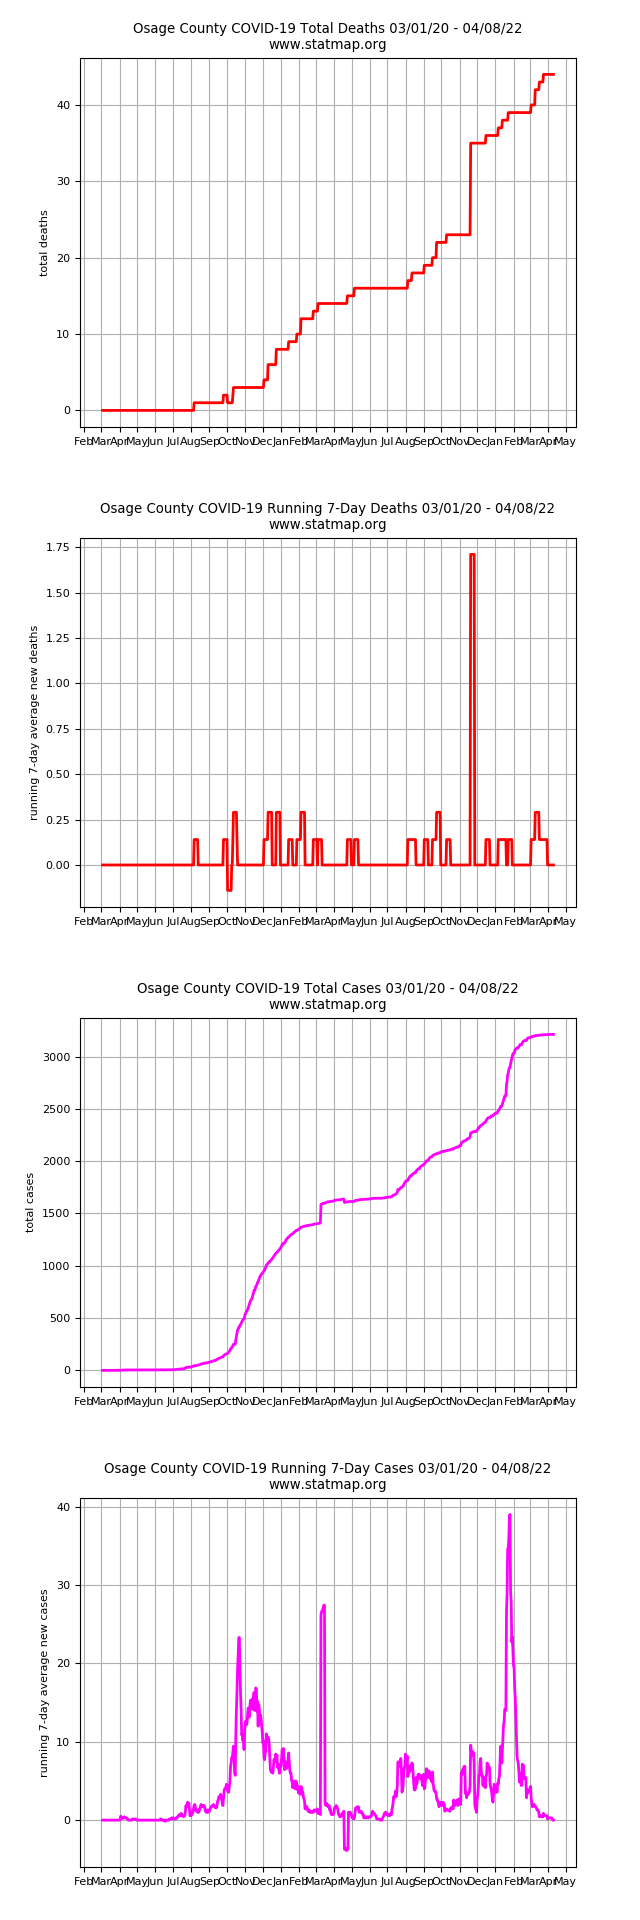 Osage County COVID-19 Total Deaths 03/01/20 - 04/08/22
www.statmap.org
40
30
20
10
0
total deaths
Feb Mar Apr May Jun Jul Aug Sep Oct Nov Dec Jan Feb Mar Apr May Jun Jul Aug Sep Oct Nov Dec Jan Feb Mar Apr May
Osage County COVID-19 Running 7-Day Deaths 03/01/20 - 04/08/22
www.statmap.org
1.75
1.50
1.25
1.00
0.75
0.50
0.25
0.00
running 7-day average new deaths
Feb Mar Apr May Jun Jul Aug Sep Oct Nov Dec Jan Feb Mar Apr May Jun Jul Aug Sep Oct Nov Dec Jan Feb Mar Apr May
Osage County COVID-19 Total Cases 03/01/20 - 04/08/22
www.statmap.org
3000
2500
2000
1500
1000
500
0
total cases
Feb Mar Apr May Jun Jul Aug Sep Oct Nov Dec Jan Feb Mar Apr May Jun Jul Aug Sep Oct Nov Dec Jan Feb Mar Apr May
Osage County COVID-19 Running 7-Day Cases 03/01/20 - 04/08/22
www.statmap.org
40
30
20
10
0
running 7-day average new cases
Feb Mar Apr May Jun Jul Aug Sep Oct Nov Dec Jan Feb Mar Apr May Jun Jul Aug Sep Oct Nov Dec Jan Feb Mar Apr May